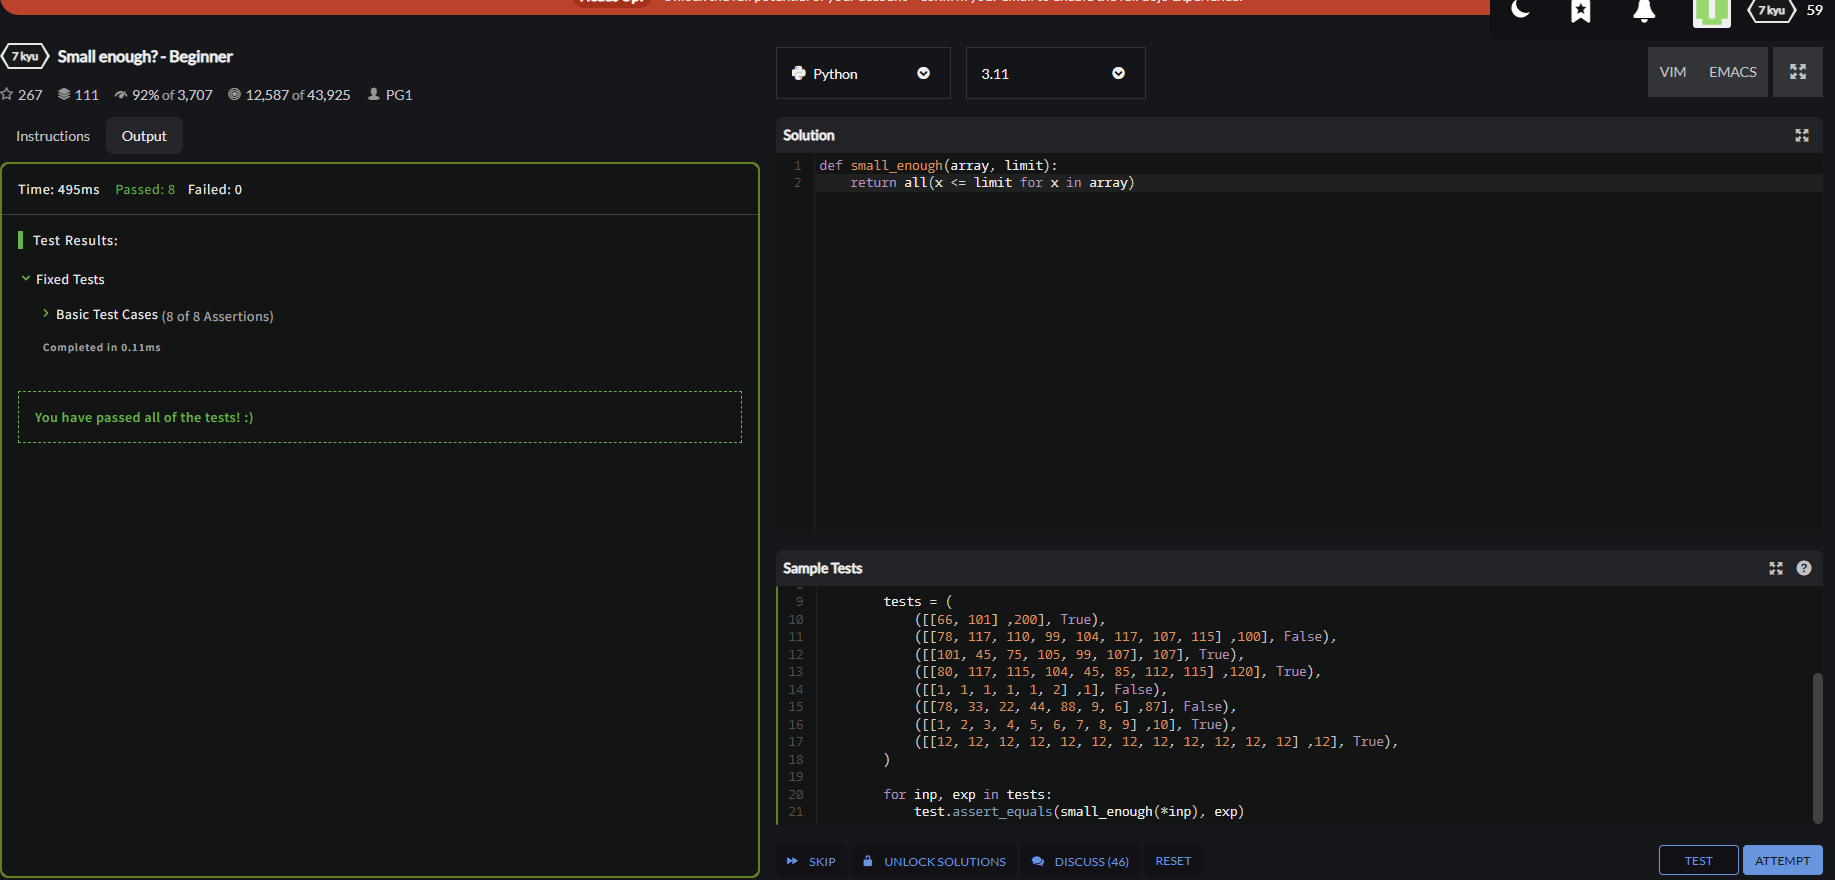 7 kyu
59
7 kyu Small enough? - Beginner
267 111 92% of 3,707 12,587 of 43,925 PG1
Instructions Output
Time: 495ms Passed: 8 Failed: 0
Test Results:
Fixed Tests
Basic Test Cases (8 of 8 Assertions)
Completed in 0.11ms
You have passed all of the tests! :)
Python 3.11 VIM EMACS
Solution
1 def small_enough(array, limit):
2 return all(x <= limit for x in array)
Sample Tests
9 tests = (
10 ([[66, 101] ,200], True),
11 ([[78, 117, 110, 99, 104, 117, 107, 115] ,100], False),
12 ([[101, 45, 75, 105, 99, 107], 107], True),
13 ([[80, 117, 115, 104, 45, 85, 112, 115] ,120], True),
14 ([[1, 1, 1, 1, 1, 2] ,1], False),
15 ([[78, 33, 22, 44, 88, 9, 6] ,87], False),
16 ([[1, 2, 3, 4, 5, 6, 7, 8, 9] ,10], True),
17 ([[12, 12, 12, 12, 12, 12, 12, 12, 12, 12, 12, 12] ,12], True),
18 )
19
20 for inp, exp in tests:
21 test.assert_equals(small_enough(*inp), exp)
SKIP UNLOCK SOLUTIONS DISCUSS (46) RESET TEST ATTEMPT